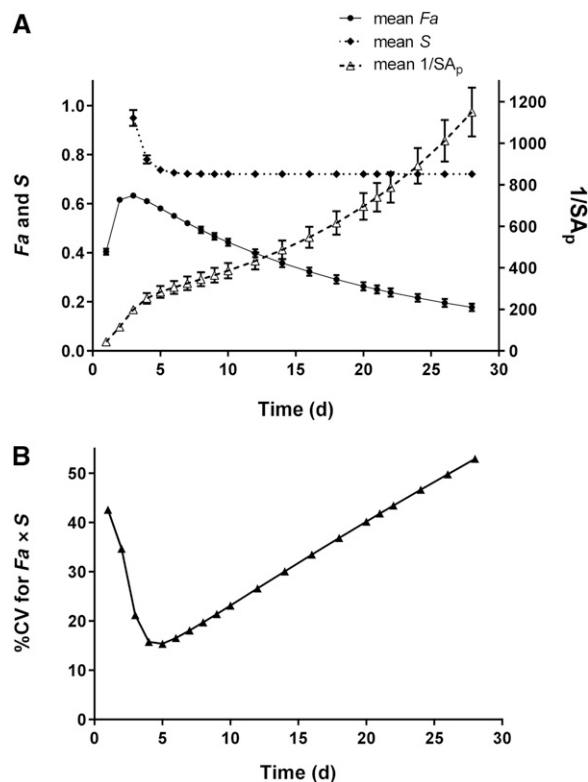 A
mean Fa
mean S
mean 1/SAp
1.0
0.8
0.6
0.4
0.2
0.0
Fa and S
1200
1000
800
600
400
200
0
1/SAp
0 5 10 15 20 25 30
Time (d)
B
50
40
30
20
10
0
%CV for Fa × S
0 5 10 15 20 25 30
Time (d)